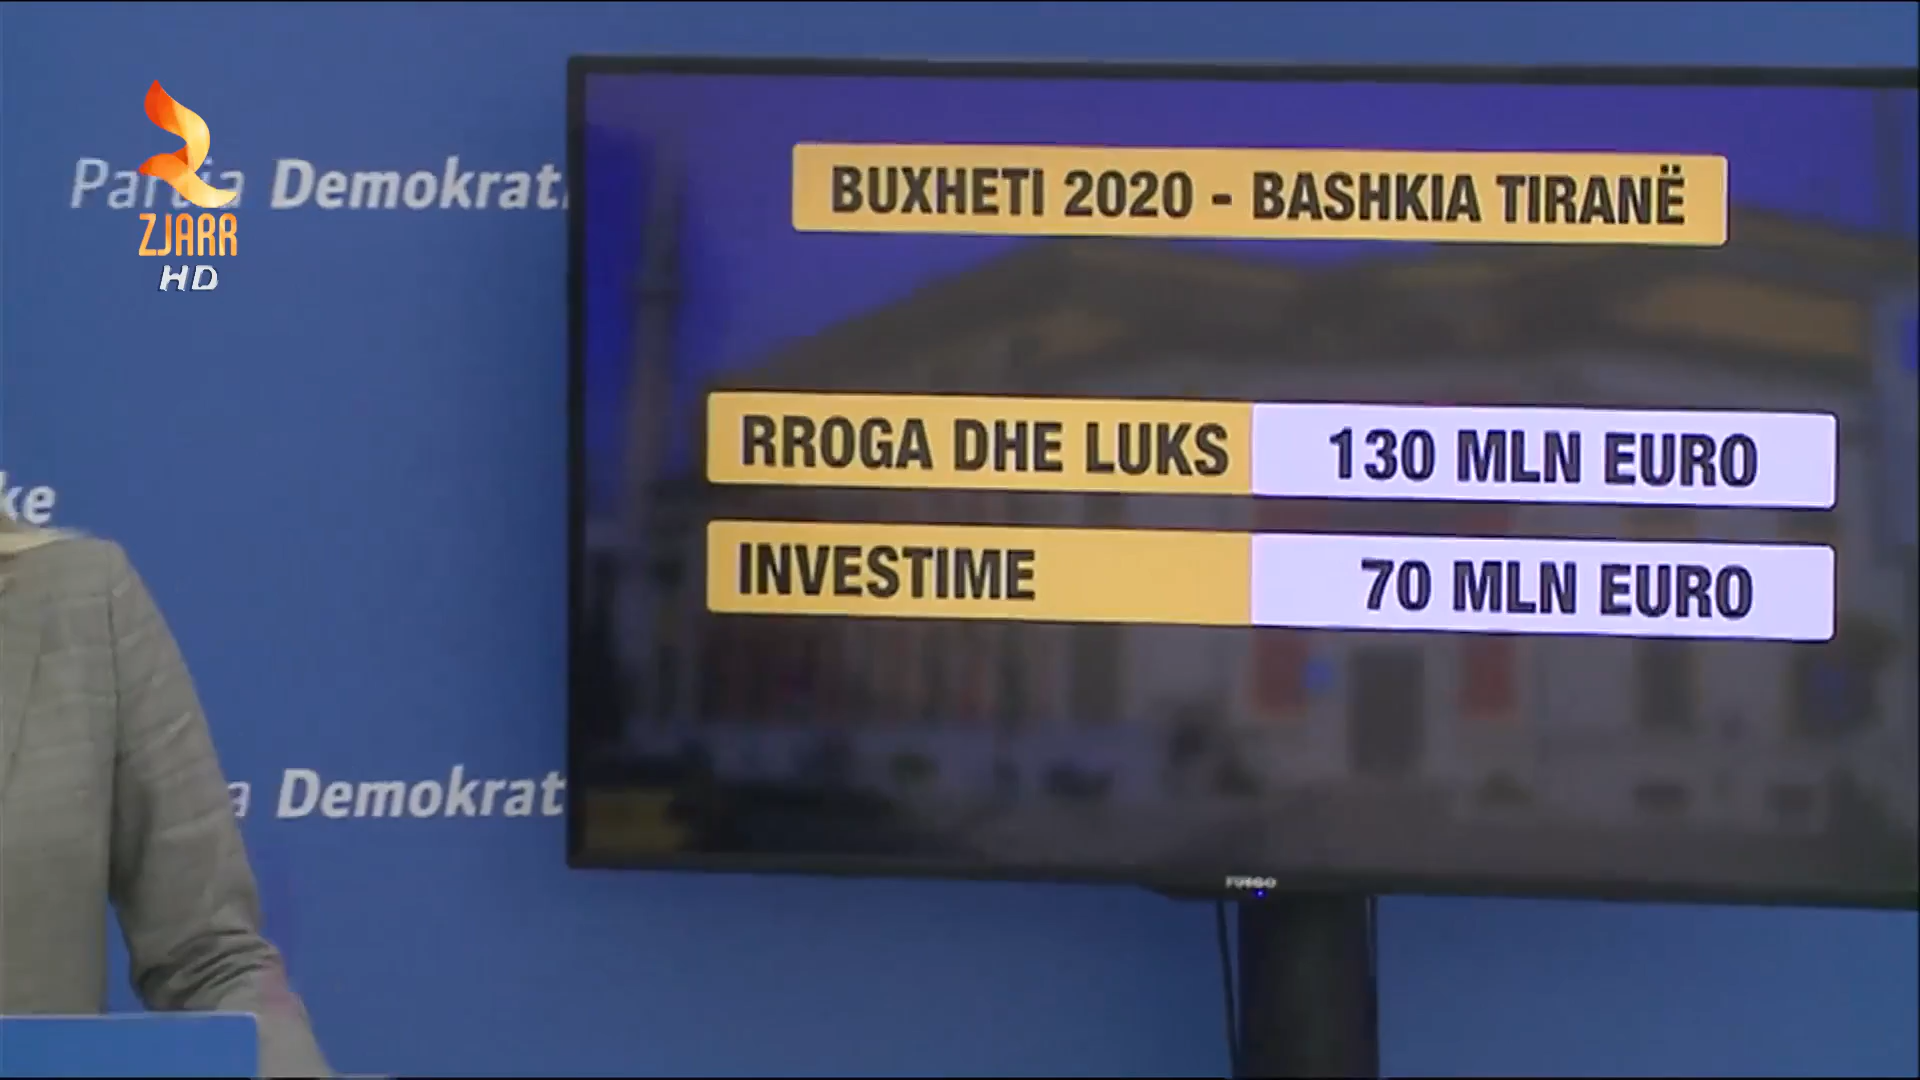 Partia Demokrat
ZJARR
HD
BUXHETI 2020 - BASHKIA TIRANË
RROGA DHE LUKS 130 MLN EURO
INVESTIME 70 MLN EURO
ke
a Demokrat